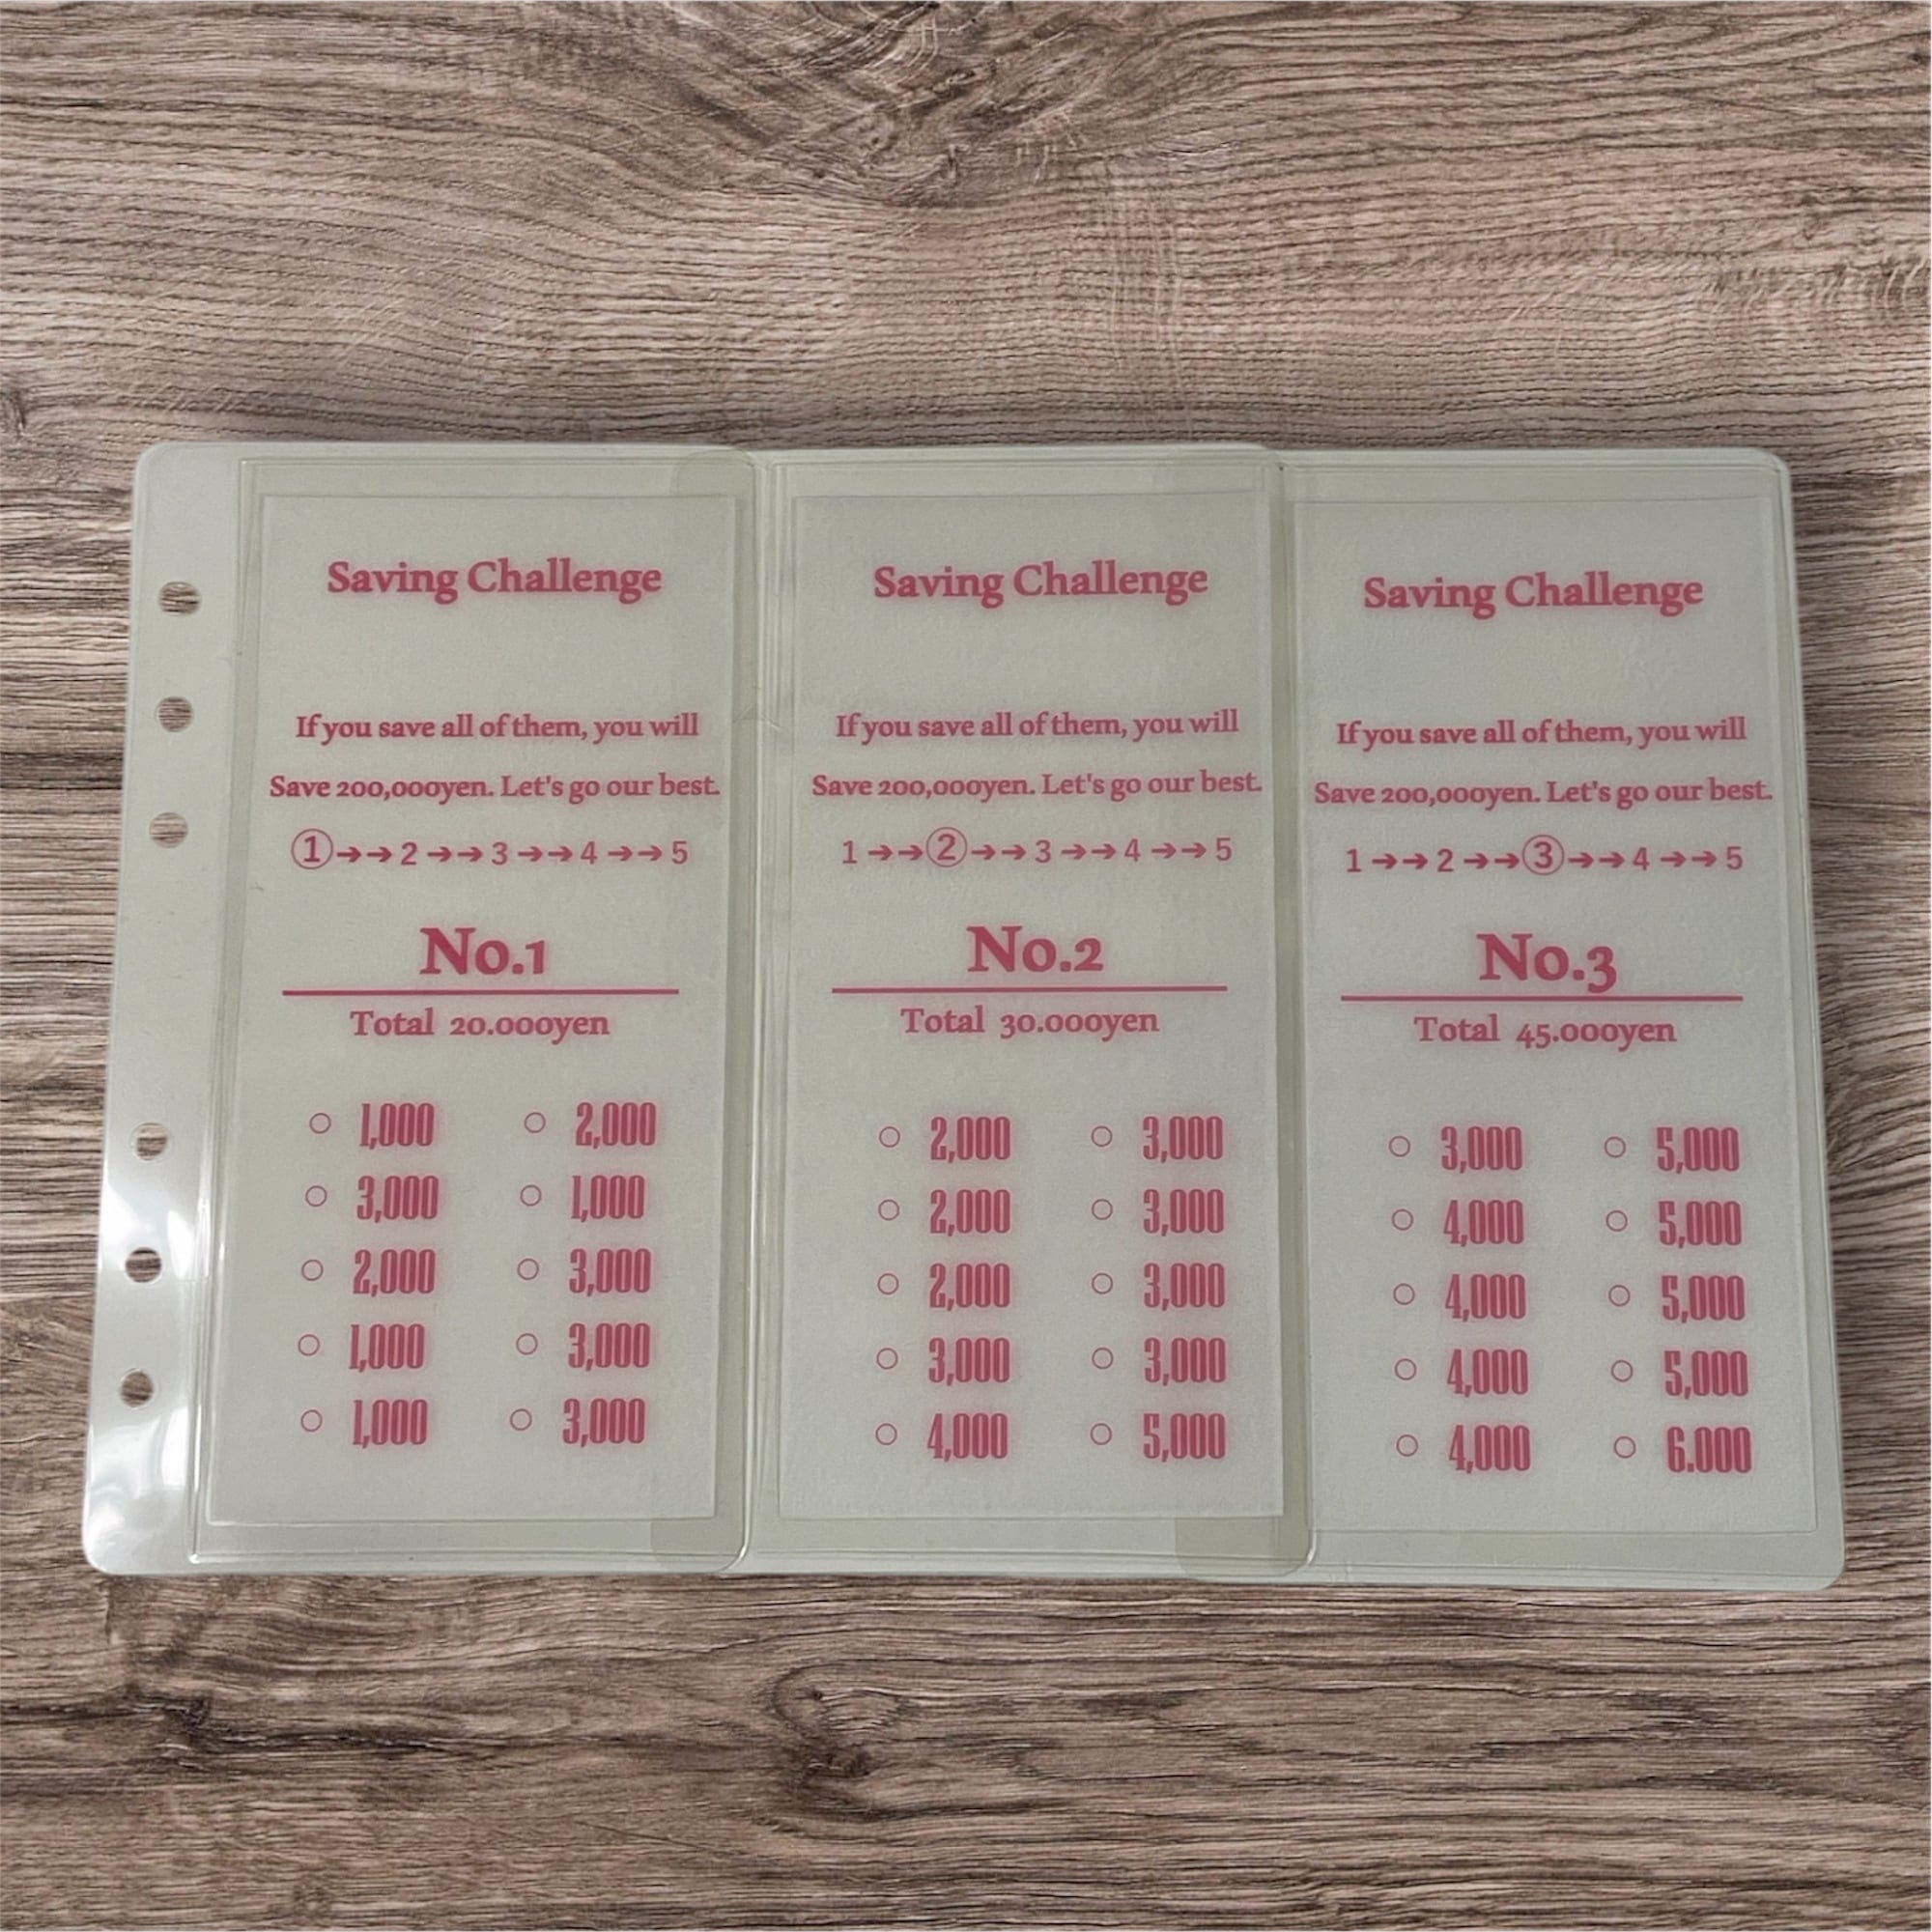 Saving Challenge
If you save all of them, you will
Save 200,000yen. Let's go our best.
①→→2→→3→→4→→5
No.1
Total 20.000yen
○ 1,000 ○ 2,000
○ 3,000 ○ 1,000
○ 2,000 ○ 3,000
○ 1,000 ○ 3,000
○ 1,000 ○ 3,000
Saving Challenge
If you save all of them, you will
Save 200,000yen. Let's go our best.
1→→②→→3→→4→→5
No.2
Total 30.000yen
○ 2,000 ○ 3,000
○ 2,000 ○ 3,000
○ 2,000 ○ 3,000
○ 3,000 ○ 3,000
○ 4,000 ○ 5,000
Saving Challenge
If you save all of them, you will
Save 200,000yen. Let's go our best.
1→→2→→③→→4→→5
No.3
Total 45.000yen
○ 3,000 ○ 5,000
○ 4,000 ○ 5,000
○ 4,000 ○ 5,000
○ 4,000 ○ 5,000
○ 4,000 ○ 6.000